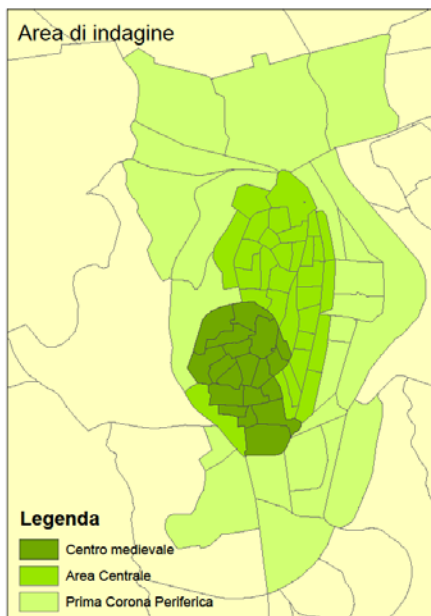 Area di indagine
Legenda
Centro medievale
Area Centrale
Prima Corona Periferica